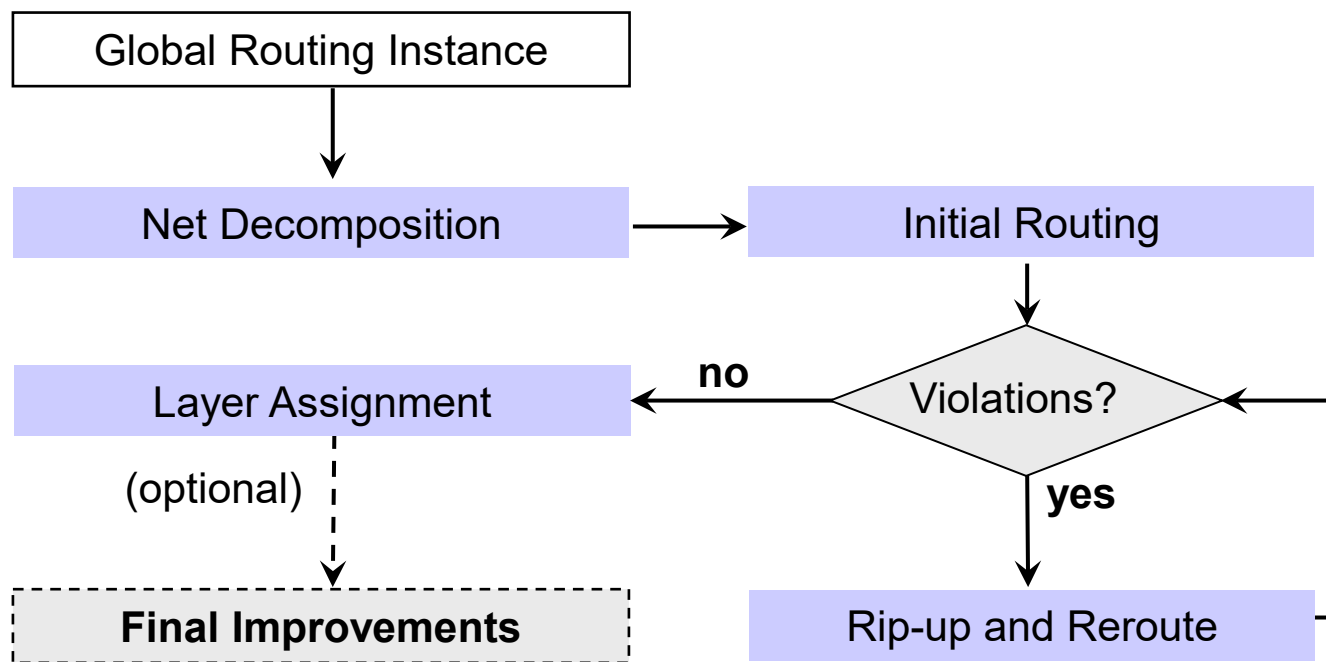 Global Routing Instance
Net Decomposition
Initial Routing
Layer Assignment
no
Violations?
(optional)
yes
Final Improvements
Rip-up and Reroute